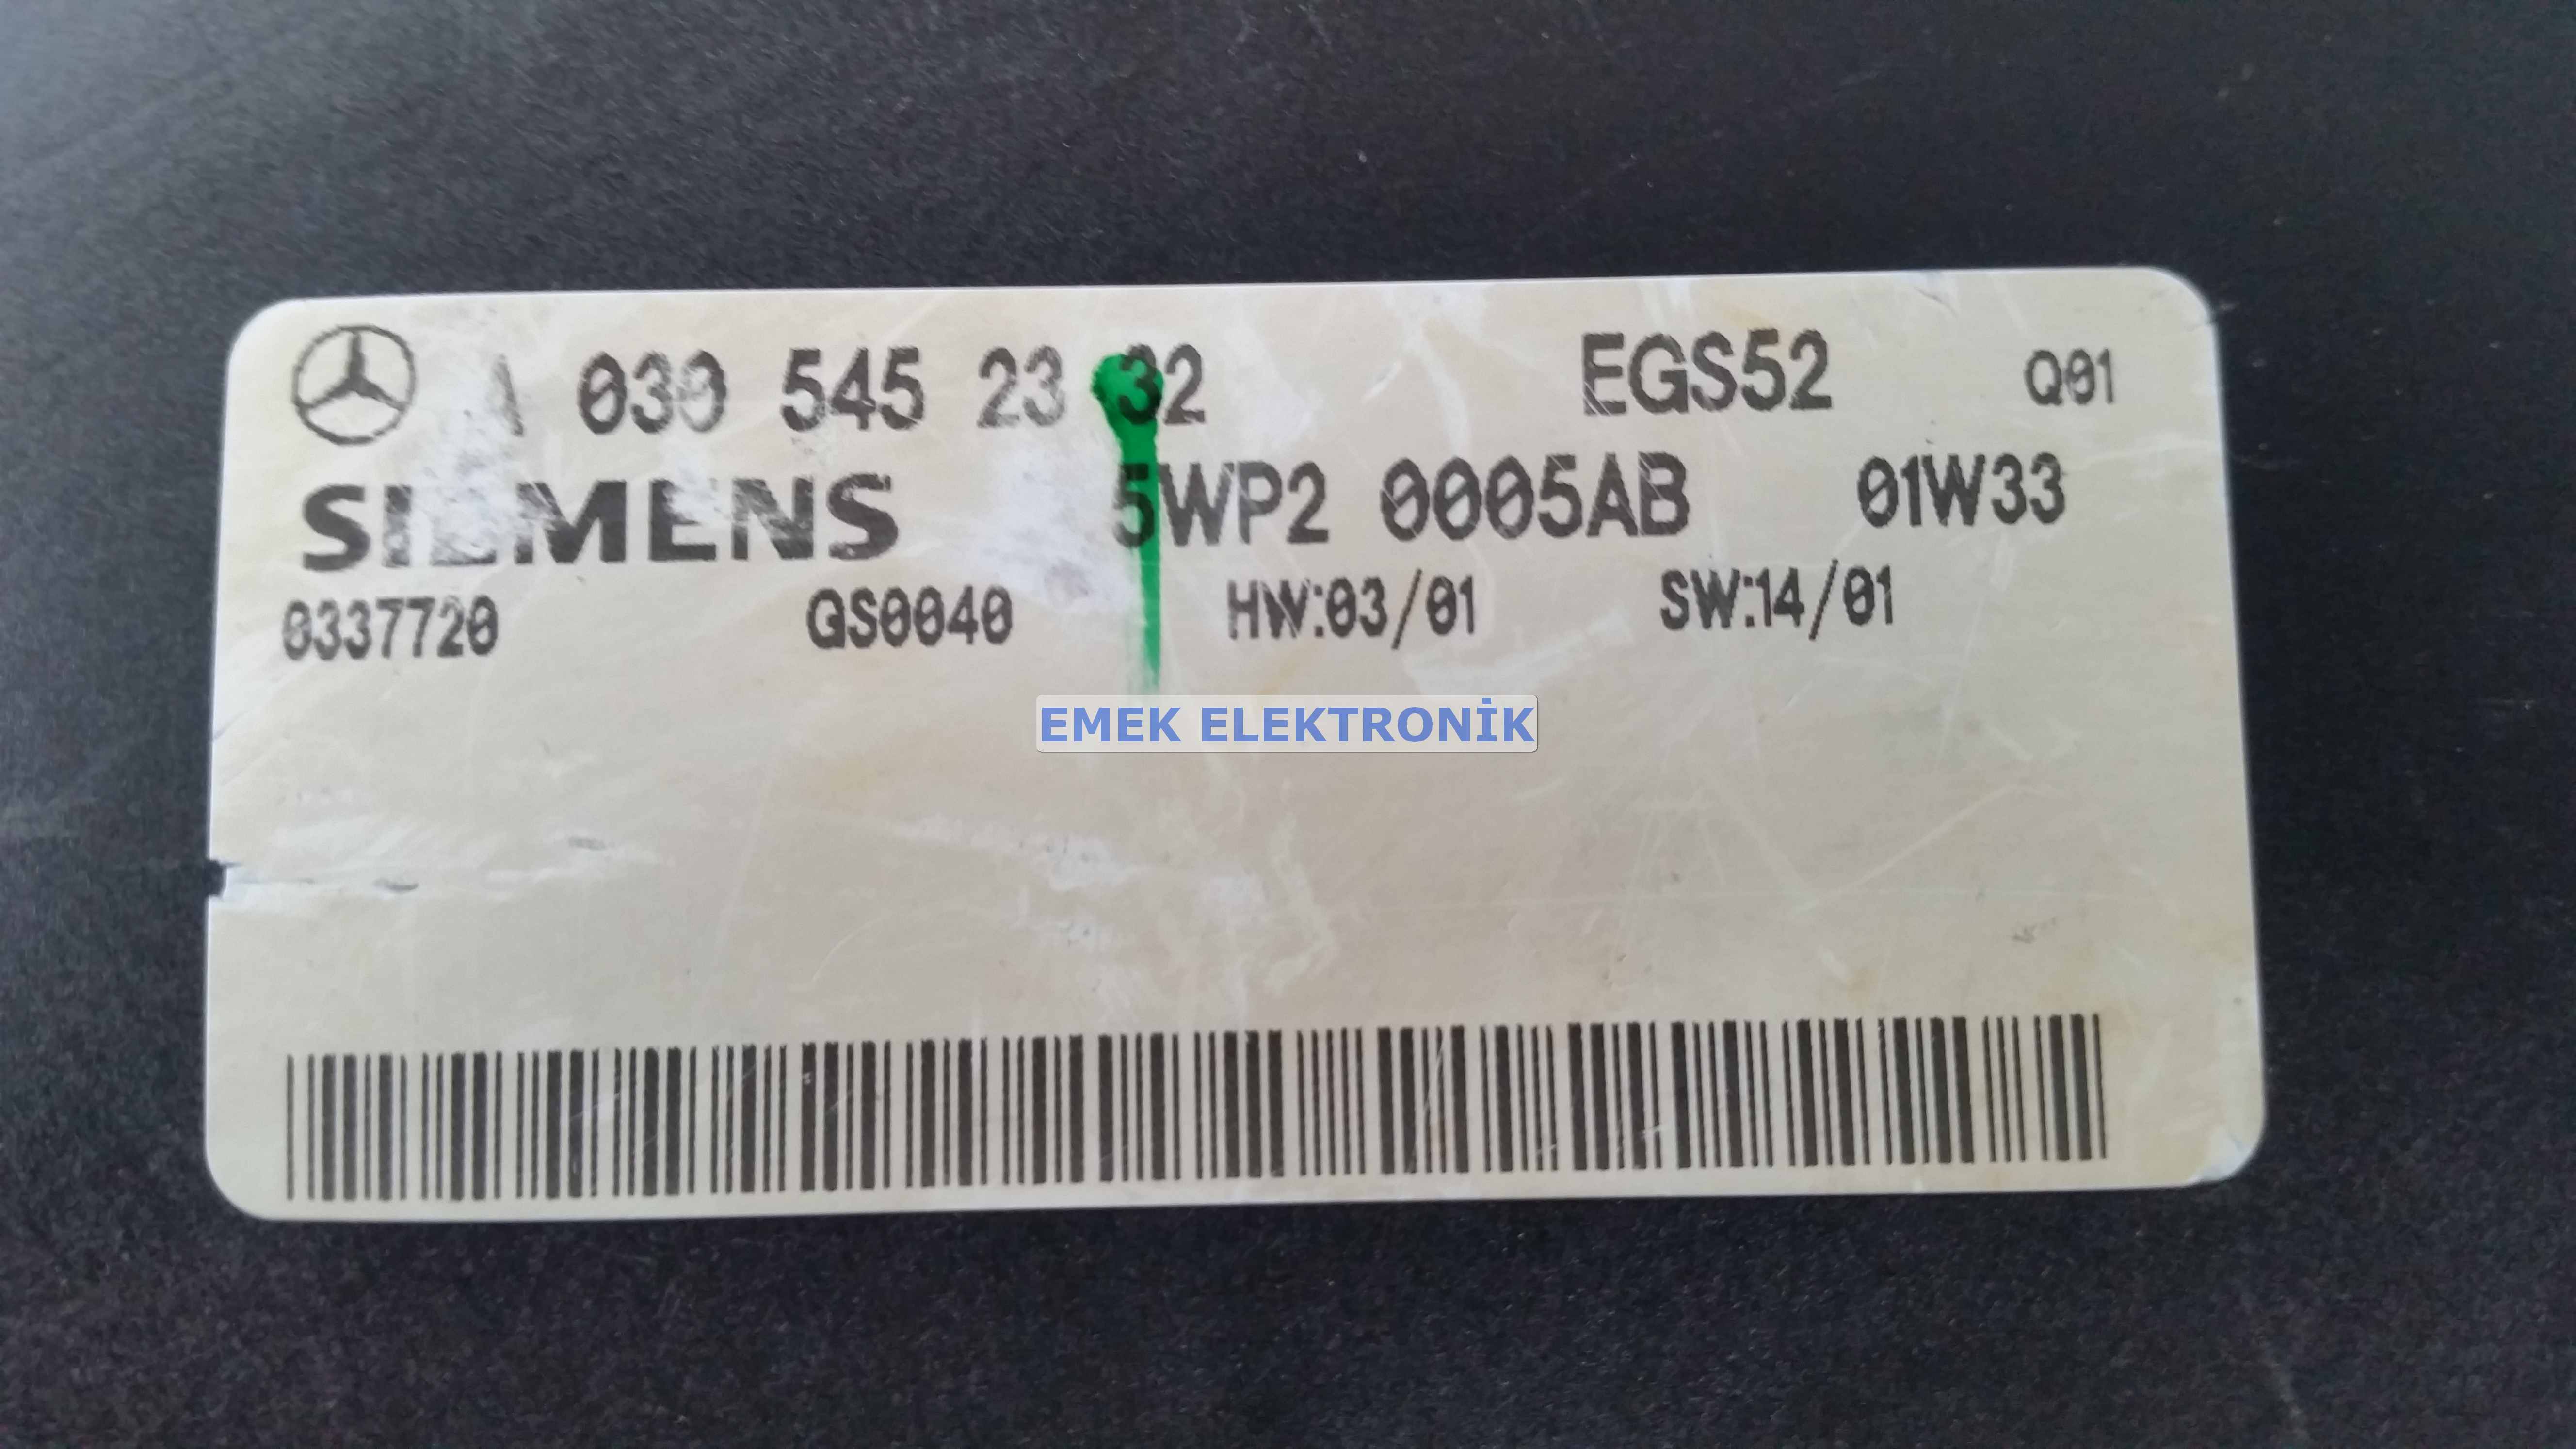 A 030 545 23 32 EGS52 Q01
SIEMENS 5WP2 0005AB 01W33
0337720 GS0040 HW:03/01 SW:14/01
EMEK ELEKTRONİK